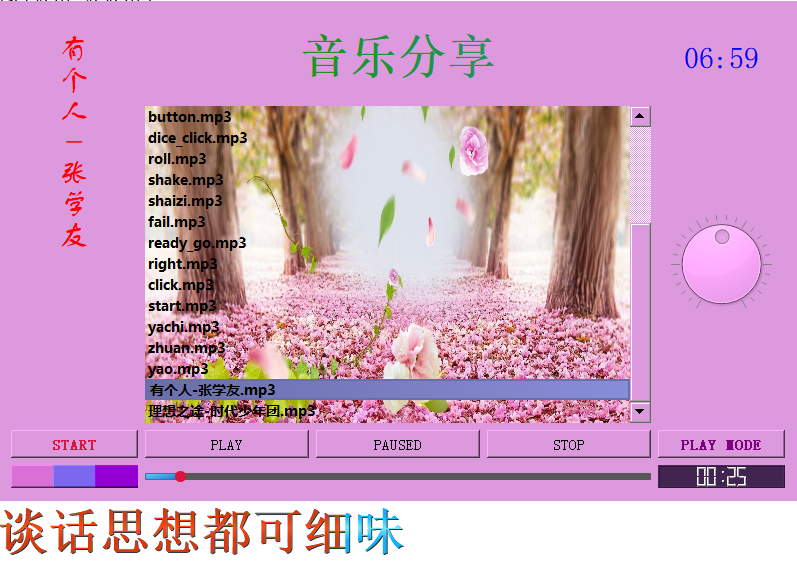 音乐分享
06:59
有个人-张学友
button.mp3
dice_click.mp3
roll.mp3
shake.mp3
shaizi.mp3
fail.mp3
ready_go.mp3
right.mp3
click.mp3
start.mp3
yachi.mp3
zhuan.mp3
yao.mp3
有个人-张学友.mp3
理想之途-时代少年团.mp3
START
PLAY
PAUSED
STOP
PLAY MODE
00:25
谈话思想都可细味